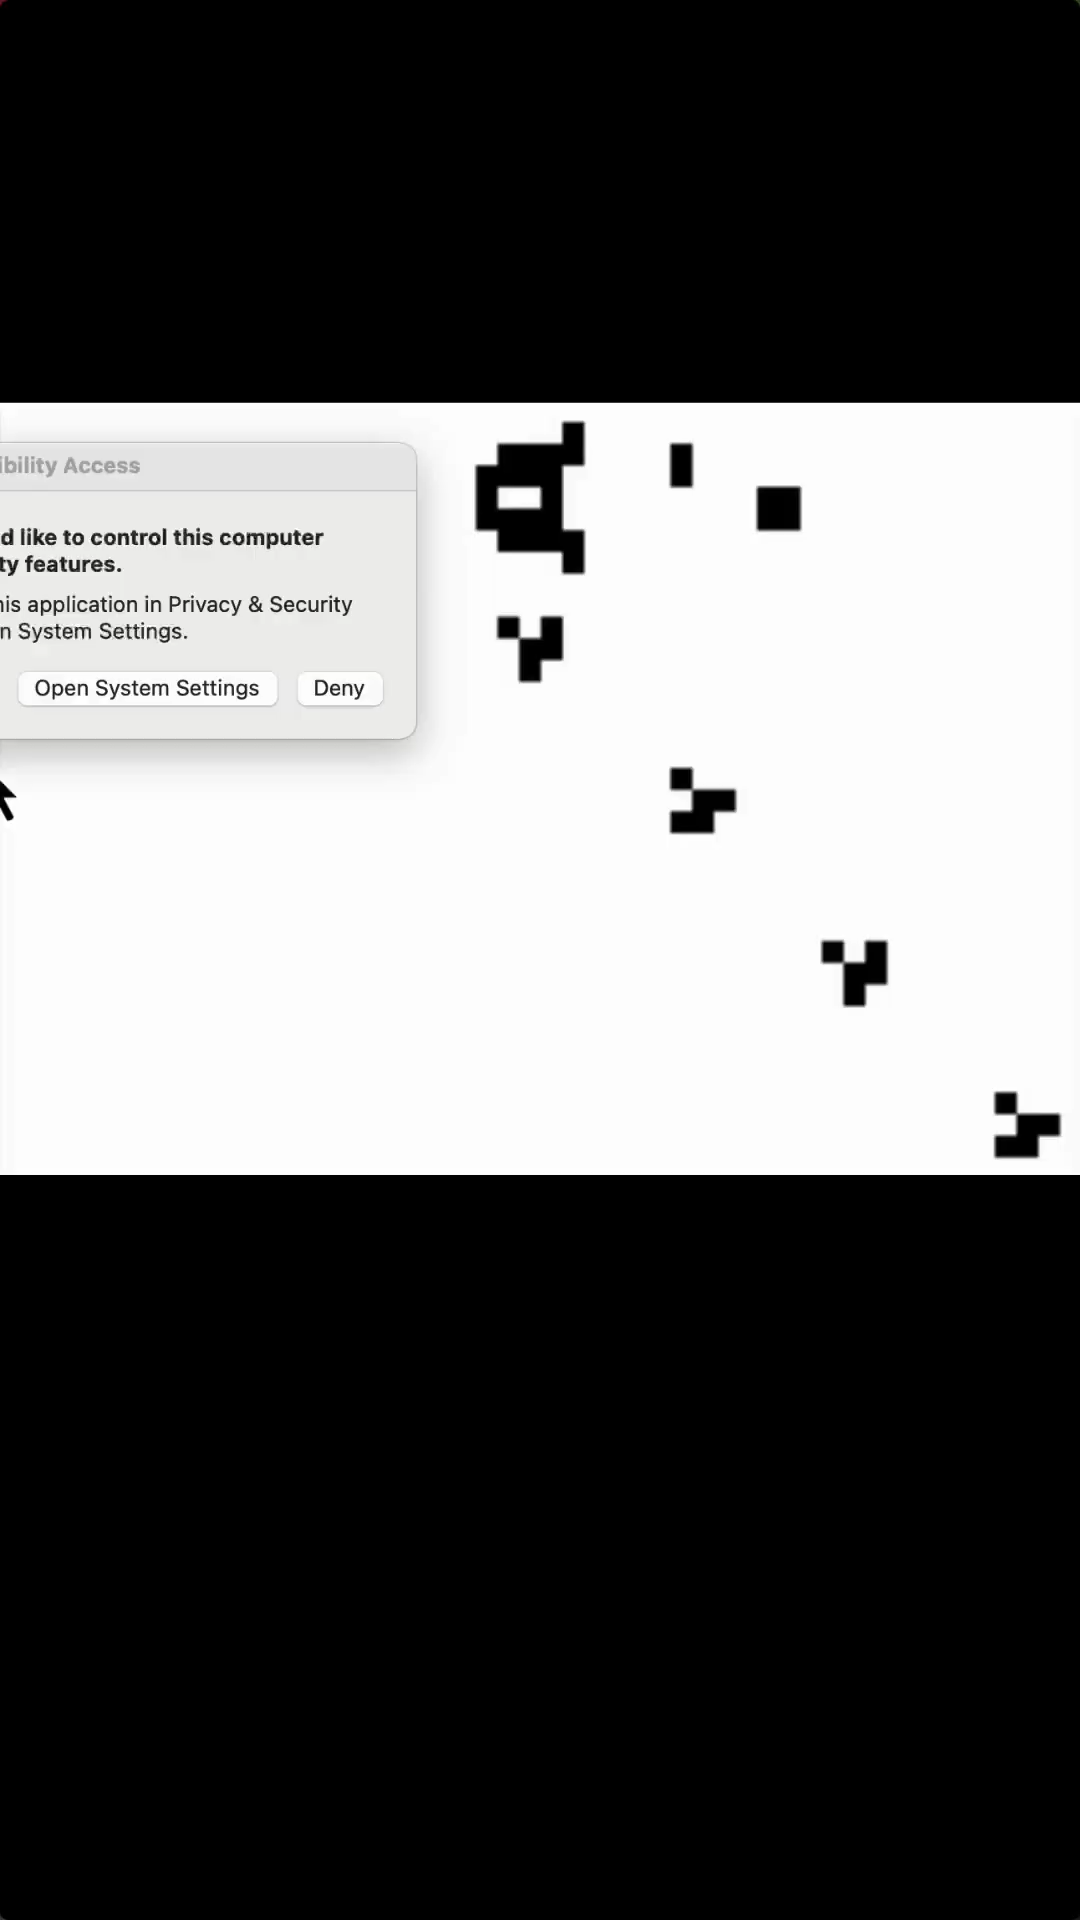 ibility Access
d like to control this computer
ty features.
his application in Privacy & Security
n System Settings.
Open System Settings
Deny